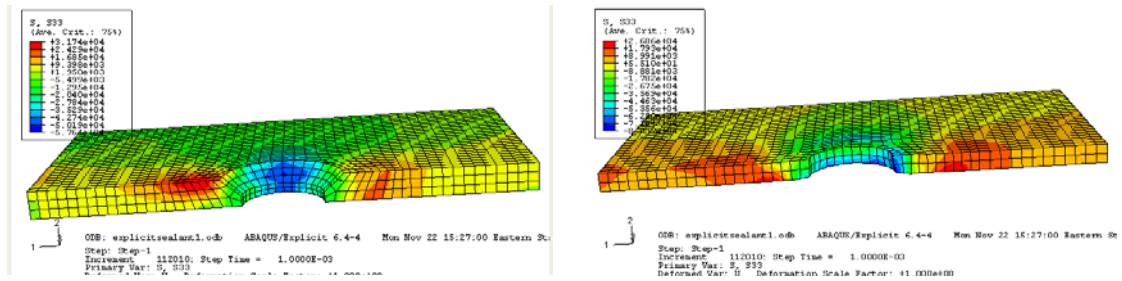 S, S33
(Ave. Crit.: 75%)
+3.174e+04
+2.429e+04
+1.685e+04
+9.398e+03
+1.950e+03
-5.499e+03
-1.295e+04
-2.040e+04
-2.784e+04
-3.529e+04
-4.274e+04
-5.019e+04
2
1
ODB: explicitsealant1.odb ABAQUS/Explicit 6.4-4 Mon Nov 22 15:27:00 Eastern
Step: Step-1
Increment 112010: Step Time = 1.0000E-03
Primary Var: S, S33
S, S33
(Ave. Crit.: 75%)
+2.686e+04
+1.793e+04
+8.991e+03
+5.510e+01
-8.881e+03
-1.782e+04
-2.675e+04
-3.569e+04
-4.463e+04
-5.356e+04
2
1
ODB: explicitsealant1.odb ABAQUS/Explicit 6.4-4 Mon Nov 22 15:27:00 Eastern
Step: Step-1
Increment 112010: Step Time = 1.0000E-03
Primary Var: S, S33
Deformed Var: U Deformation Scale Factor: +1.000e+00